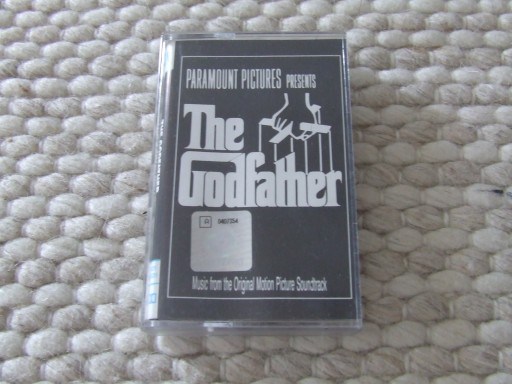 PARAMOUNT PICTURES PRESENTS
The
Godfather
Music from the Original Motion Picture Soundtrack